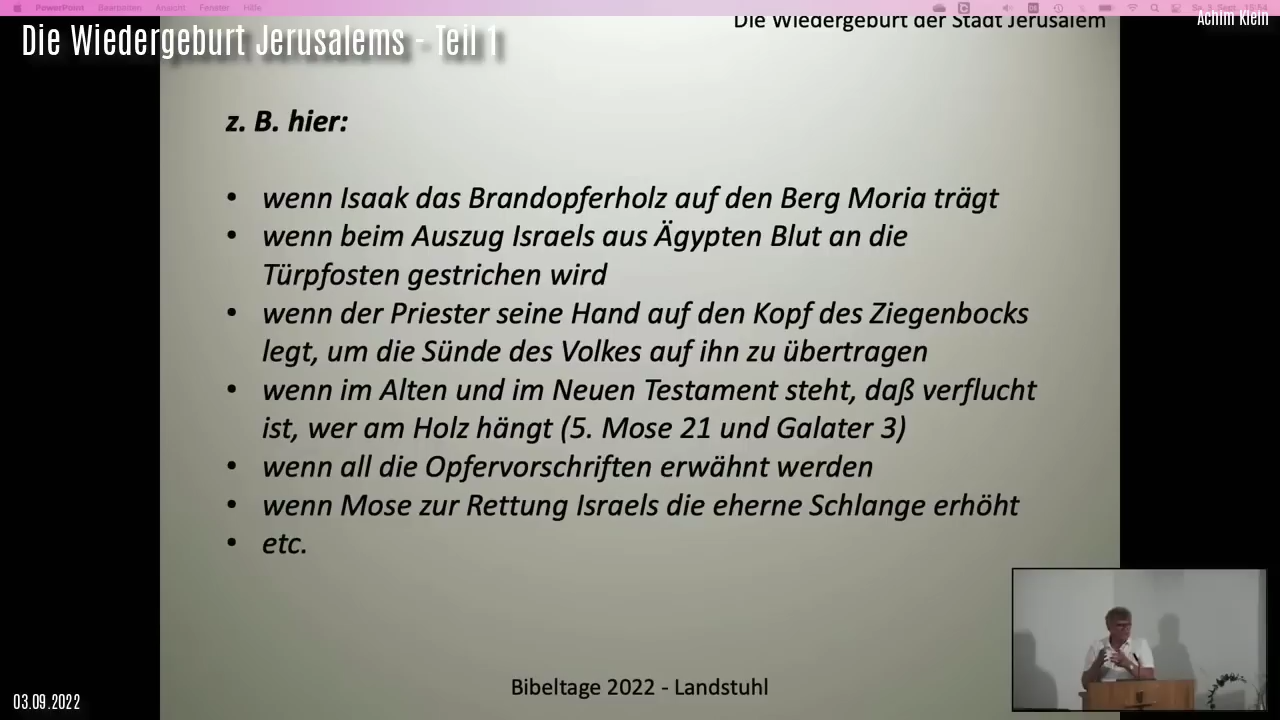 PowerPoint Bearbeiten Ansicht Fenster Hilfe
Die Wiedergeburt der Stadt Jerusalem
Achim Klein
Die Wiedergeburt Jerusalems - Teil 1
z. B. hier:
• wenn Isaak das Brandopferholz auf den Berg Moria trägt
• wenn beim Auszug Israels aus Ägypten Blut an die
Türpfosten gestrichen wird
• wenn der Priester seine Hand auf den Kopf des Ziegenbocks
legt, um die Sünde des Volkes auf ihn zu übertragen
• wenn im Alten und im Neuen Testament steht, daß verflucht
ist, wer am Holz hängt (5. Mose 21 und Galater 3)
• wenn all die Opfervorschriften erwähnt werden
• wenn Mose zur Rettung Israels die eherne Schlange erhöht
• etc.
Bibeltage 2022 - Landstuhl
03.09.2022